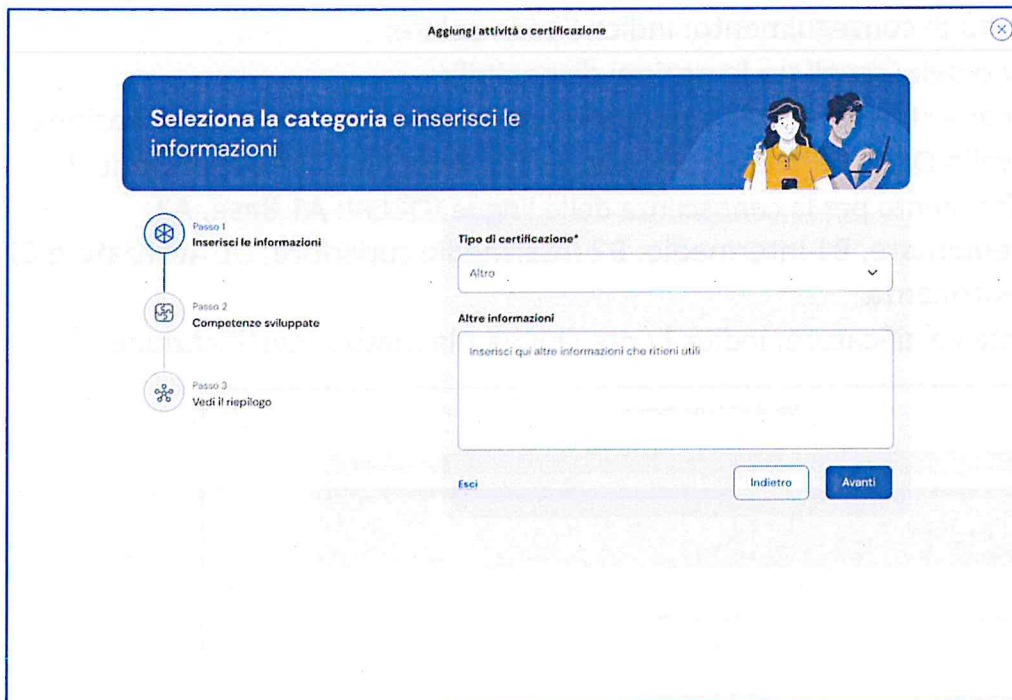 Aggiungi attività o certificazione
Seleziona la categoria e inserisci le
informazioni
Passo 1
Inserisci le informazioni
Passo 2
Competenze sviluppate
Passo 3
Vedi il riepilogo
Tipo di certificazione*
Altro
Altre informazioni
Inserisci qui altre informazioni che ritieni utili
Esci
Indietro
Avanti